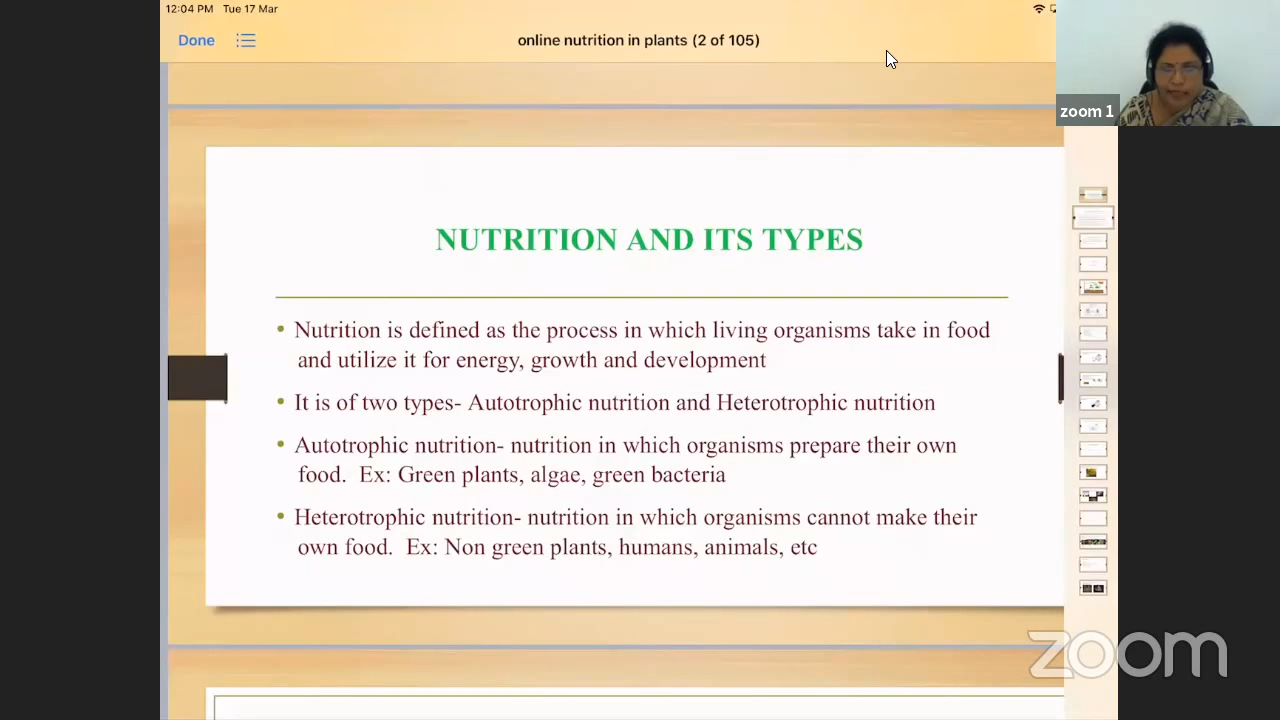 12:04 PM Tue 17 Mar
Done
online nutrition in plants (2 of 105)
zoom 1
NUTRITION AND ITS TYPES
• Nutrition is defined as the process in which living organisms take in food
and utilize it for energy, growth and development
• It is of two types- Autotrophic nutrition and Heterotrophic nutrition
• Autotrophic nutrition- nutrition in which organisms prepare their own
food. Ex: Green plants, algae, green bacteria
• Heterotrophic nutrition- nutrition in which organisms cannot make their
own food. Ex: Non green plants, humans, animals, etc
zoom